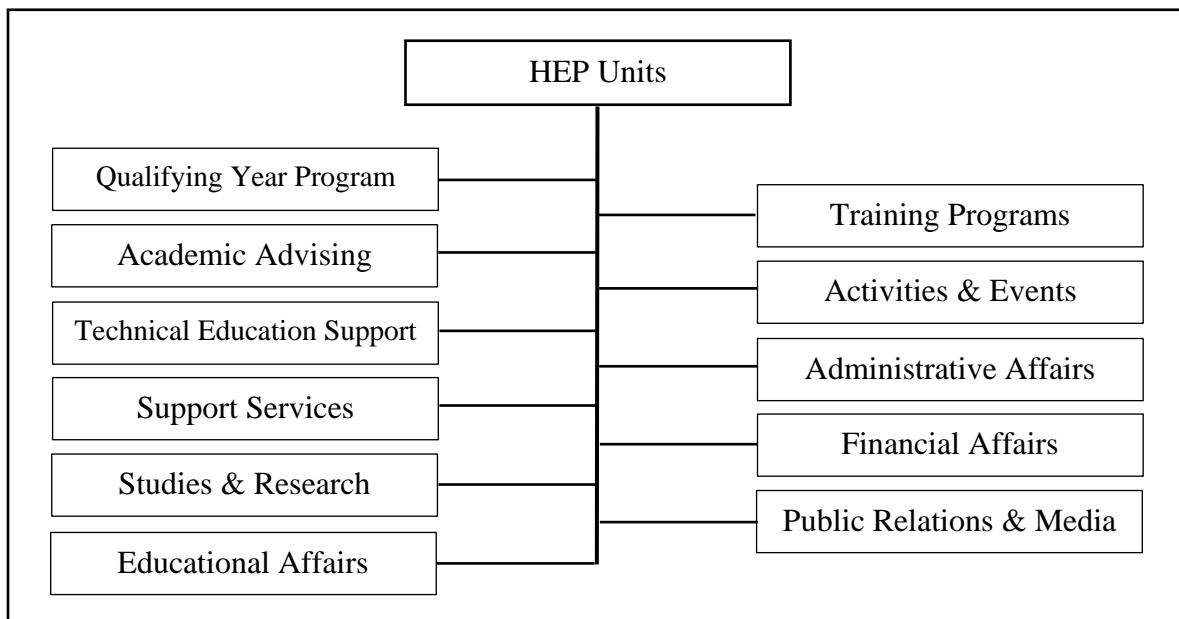 HEP Units
Qualifying Year Program
Academic Advising
Technical Education Support
Support Services
Studies & Research
Educational Affairs
Training Programs
Activities & Events
Administrative Affairs
Financial Affairs
Public Relations & Media